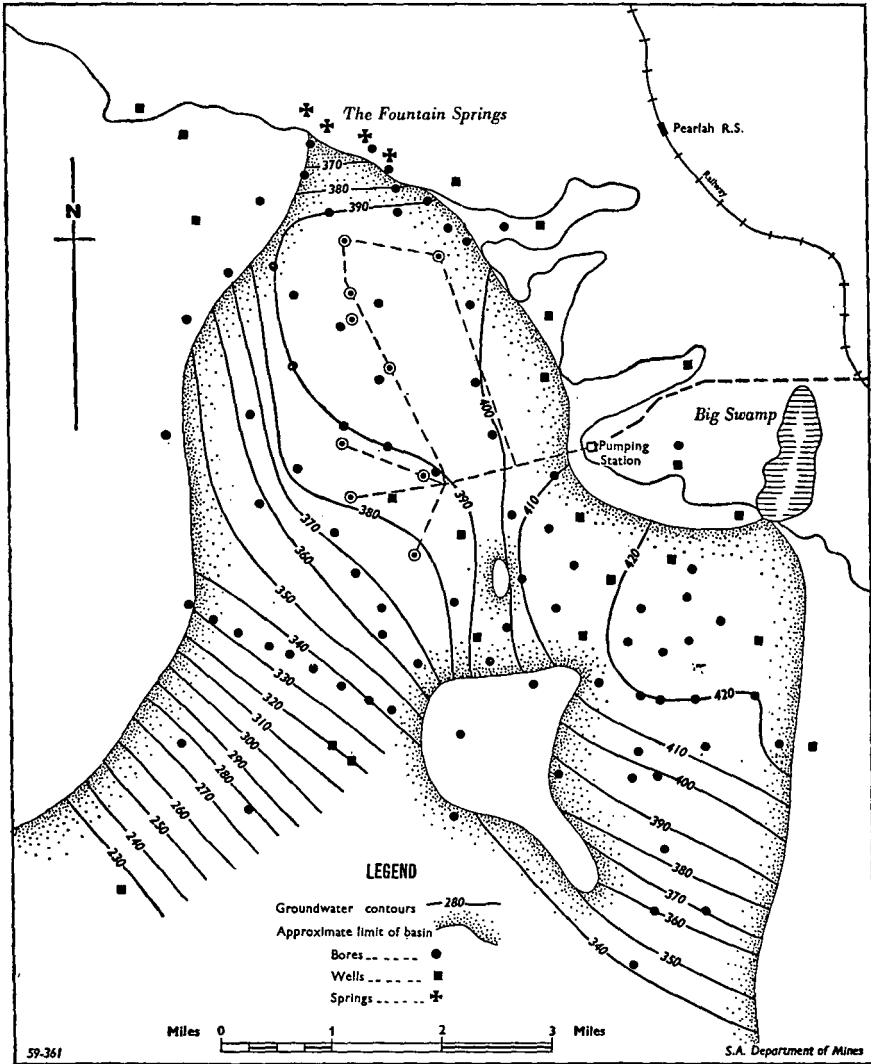 The Fountain Springs
Pearlah R.S.
Railway
N
370
380
390
400
Big Swamp
Pumping
Station
390
410
380
370
420
360
350
340
330
420
320
310
410
300
290
400
280
270
390
260
250
380
240
370
230
360
350
340
LEGEND
Groundwater contours 280
Approximate limit of basin
Bores
Wells
Springs
Miles 0 1 2 3 Miles
59-361
S.A. Department of Mines